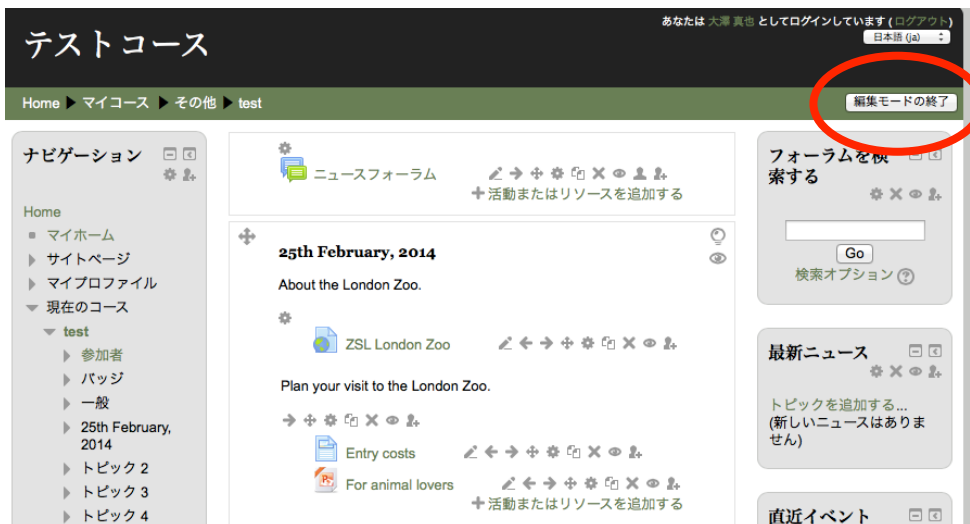 あなたは 大澤 真也 としてログインしています (ログアウト)
日本語 (ja)
テストコース
Home ▶ マイコース ▶ その他 ▶ test
編集モードの終了
ナビゲーション
Home
マイホーム
サイトページ
マイプロファイル
現在のコース
test
参加者
バッジ
一般
25th February,
2014
トピック 2
トピック 3
トピック 4
ニュースフォーラム
活動またはリソースを追加する
25th February, 2014
About the London Zoo.
ZSL London Zoo
Plan your visit to the London Zoo.
Entry costs
For animal lovers
活動またはリソースを追加する
フォーラムを検
索する
Go
検索オプション
最新ニュース
トピックを追加する...
(新しいニュースはありま
せん)
直近イベント